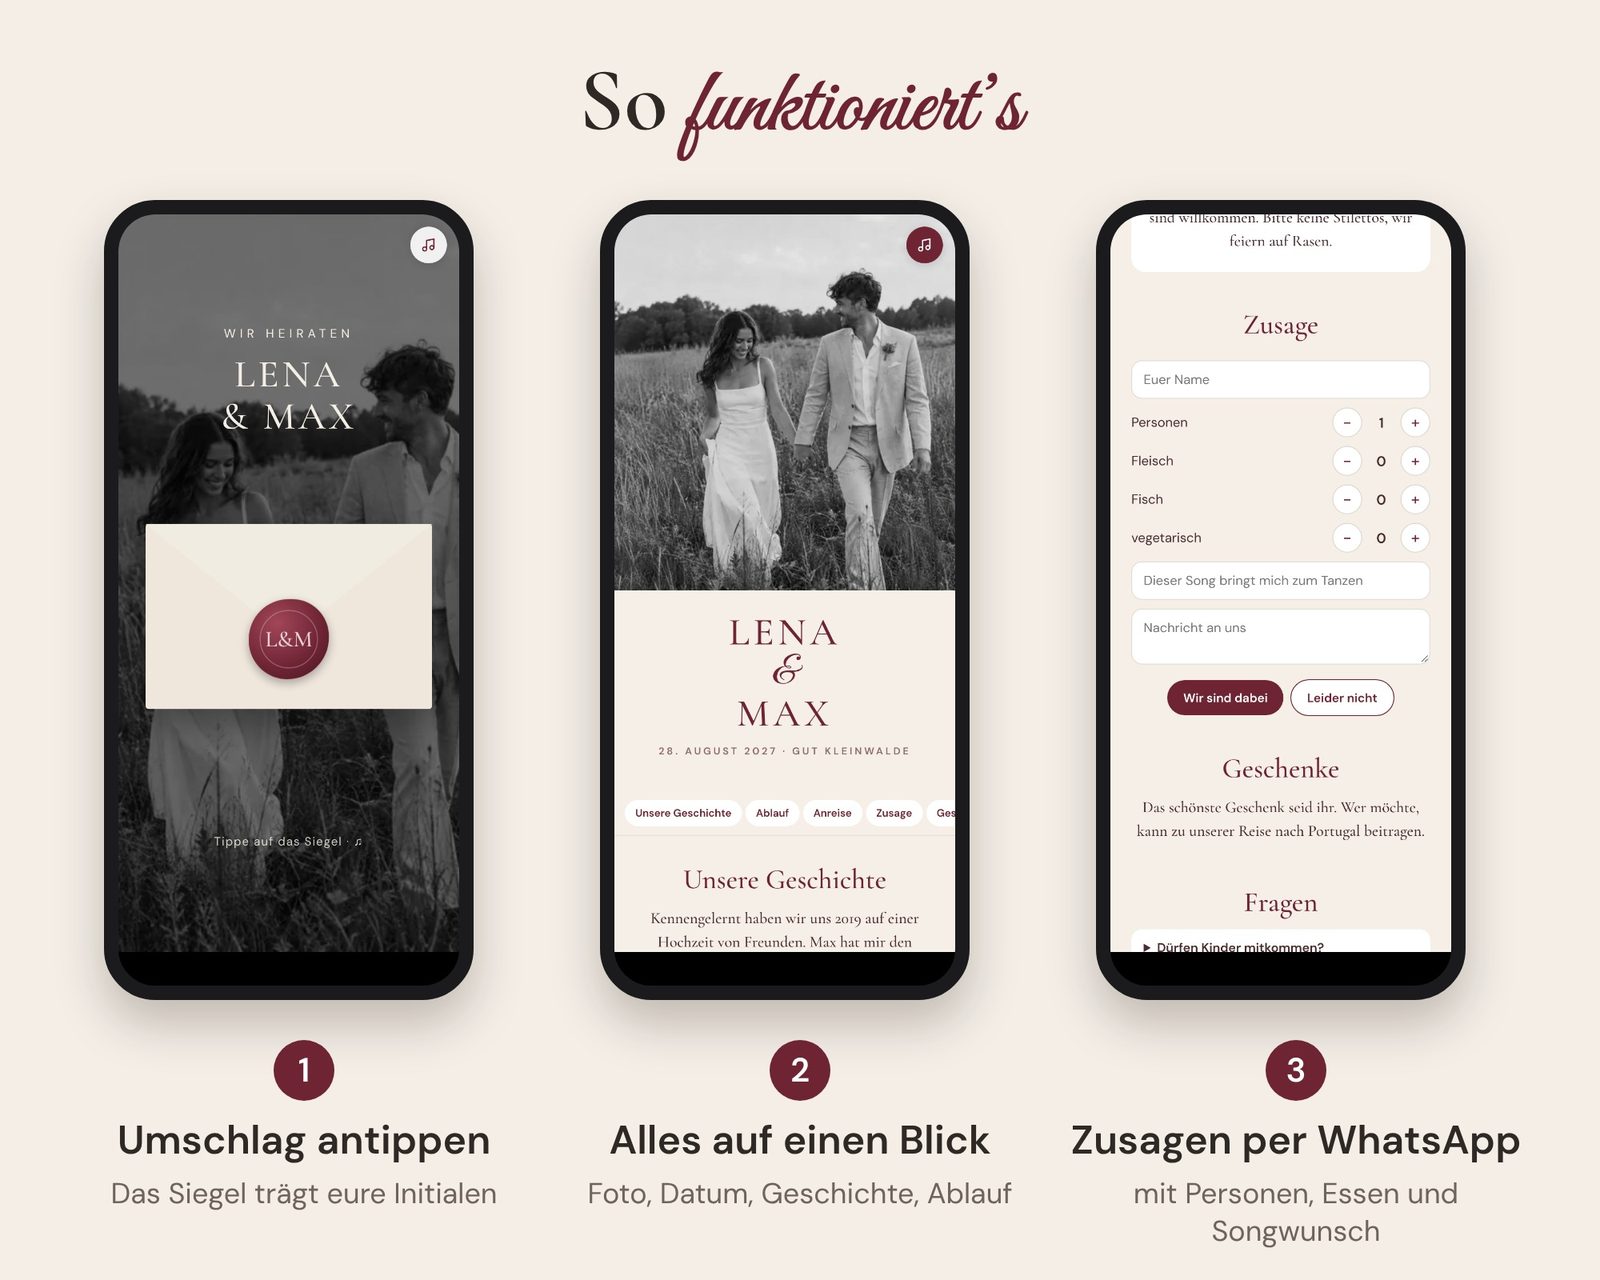 So funktioniert's
WIR HEIRATEN
LENA
& MAX
L&M
Tippe auf das Siegel · ♫
LENA
&
MAX
28. AUGUST 2027 · GUT KLEINWALDE
Unsere Geschichte
Ablauf
Anreise
Zusage
Ges
Unsere Geschichte
Kennengelernt haben wir uns 2019 auf einer
Hochzeit von Freunden. Max hat mir den
sind willkommen. Bitte keine Stilettos, wir
feiern auf Rasen.
Zusage
Euer Name
Personen - 1 +
Fleisch - 0 +
Fisch - 0 +
vegetarisch - 0 +
Dieser Song bringt mich zum Tanzen
Nachricht an uns
Wir sind dabei
Leider nicht
Geschenke
Das schönste Geschenk seid ihr. Wer möchte,
kann zu unserer Reise nach Portugal beitragen.
Fragen
▶ Dürfen Kinder mitkommen?
1
Umschlag antippen
Das Siegel trägt eure Initialen
2
Alles auf einen Blick
Foto, Datum, Geschichte, Ablauf
3
Zusagen per WhatsApp
mit Personen, Essen und
Songwunsch